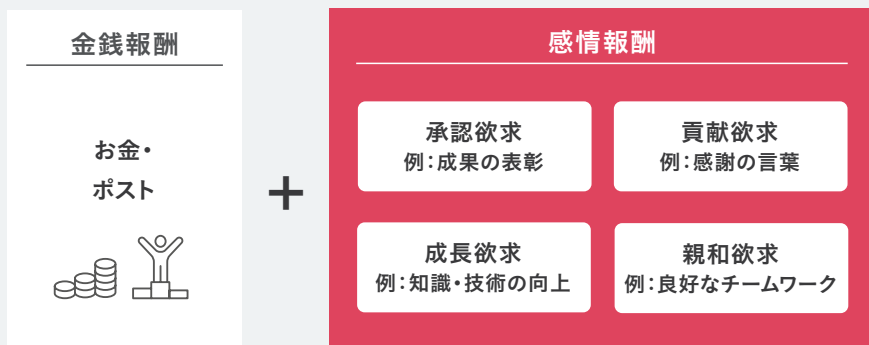 金銭報酬
お金・
ポスト
+
感情報酬
承認欲求
例：成果の表彰
貢献欲求
例：感謝の言葉
成長欲求
例：知識・技術の向上
親和欲求
例：良好なチームワーク